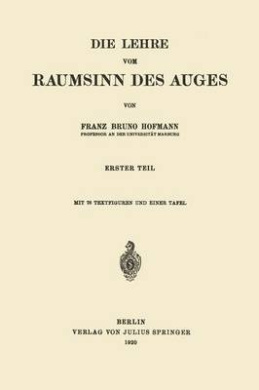 DIE LEHRE
VOM
RAUMSINN DES AUGES
VON
FRANZ BRUNO HOFMANN
PROFESSOR AN DER UNIVERSITÄT MARBURG
ERSTER TEIL
MIT 78 TEXTFIGUREN UND EINER TAFEL
BERLIN
VERLAG VON JULIUS SPRINGER
1920